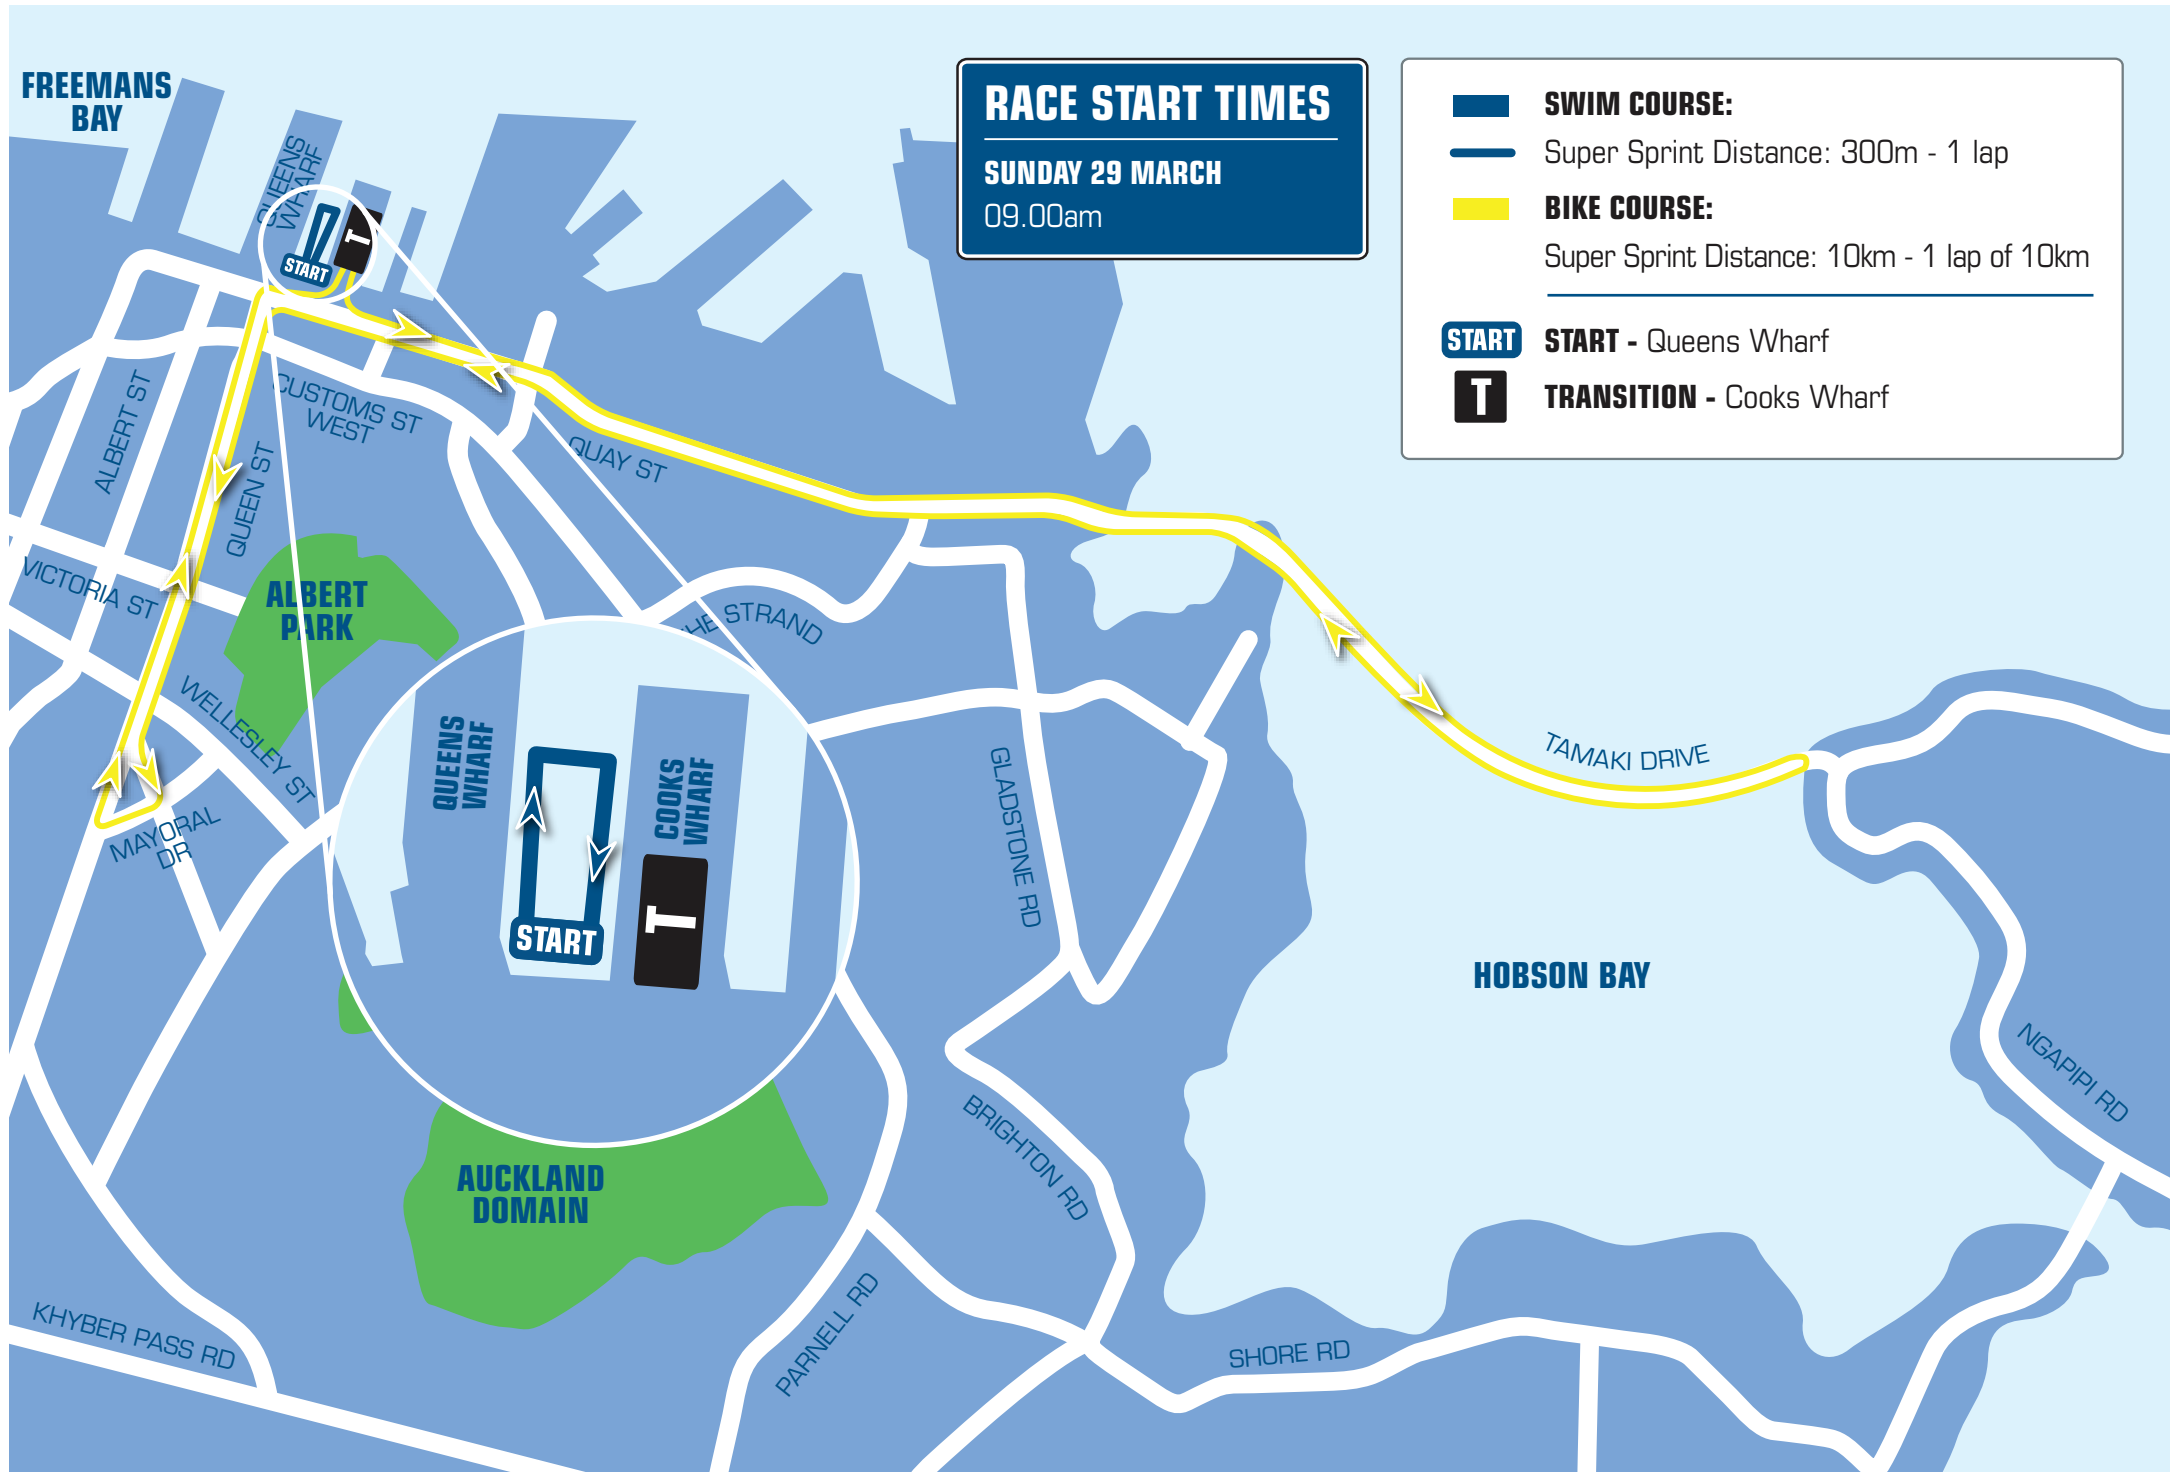 FREEMANS
BAY
QUEENS
WHARF
START
T
RACE START TIMES
SUNDAY 29 MARCH
09.00am
SWIM COURSE:
Super Sprint Distance: 300m - 1 lap
BIKE COURSE:
Super Sprint Distance: 10km - 1 lap of 10km
START
START - Queens Wharf
T
TRANSITION - Cooks Wharf
ALBERT ST
CUSTOMS ST
WEST
QUEEN ST
QUAY ST
VICTORIA ST
ALBERT
PARK
HE STRAND
WELLESLEY ST
MAYORAL
DR
QUEENS
WHARF
COOKS
WHARF
START
T
GLADSTONE RD
TAMAKI DRIVE
HOBSON BAY
NGAPIPI RD
BRIGHTON RD
AUCKLAND
DOMAIN
PARNELL RD
KHYBER PASS RD
SHORE RD